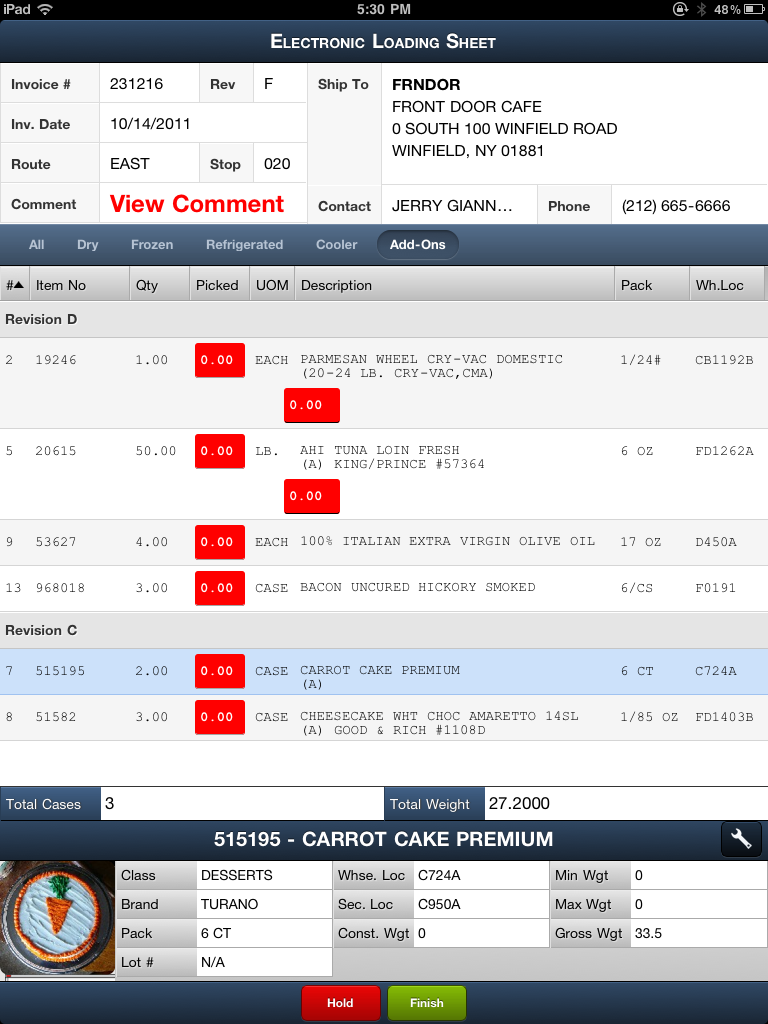 iPad 5:30 PM 48%
Electronic Loading Sheet
Invoice # 231216 Rev F Ship To FRNDOR
FRONT DOOR CAFE
Inv. Date 10/14/2011 0 SOUTH 100 WINFIELD ROAD
WINFIELD, NY 01881
Route EAST Stop 020
Comment View Comment Contact JERRY GIANN... Phone (212) 665-6666
All Dry Frozen Refrigerated Cooler Add-Ons
# Item No Qty Picked UOM Description Pack Wh.Loc
Revision D
2 19246 1.00 0.00 EACH PARMESAN WHEEL CRY-VAC DOMESTIC 1/24# CB1192B
(20-24 LB. CRY-VAC,CMA)
0.00
5 20615 50.00 0.00 LB. AHI TUNA LOIN FRESH 6 OZ FD1262A
(A) KING/PRINCE #57364
0.00
9 53627 4.00 0.00 EACH 100% ITALIAN EXTRA VIRGIN OLIVE OIL 17 OZ D450A
13 968018 3.00 0.00 CASE BACON UNCURED HICKORY SMOKED 6/CS F0191
Revision C
7 515195 2.00 0.00 CASE CARROT CAKE PREMIUM 6 CT C724A
(A)
8 51582 3.00 0.00 CASE CHEESECAKE WHT CHOC AMARETTO 14SL 1/85 OZ FD1403B
(A) GOOD & RICH #1108D
Total Cases 3 Total Weight 27.2000
515195 - CARROT CAKE PREMIUM
Class DESSERTS Whse. Loc C724A Min Wgt 0
Brand TURANO Sec. Loc C950A Max Wgt 0
Pack 6 CT Const. Wgt 0 Gross Wgt 33.5
Lot # N/A
Hold Finish